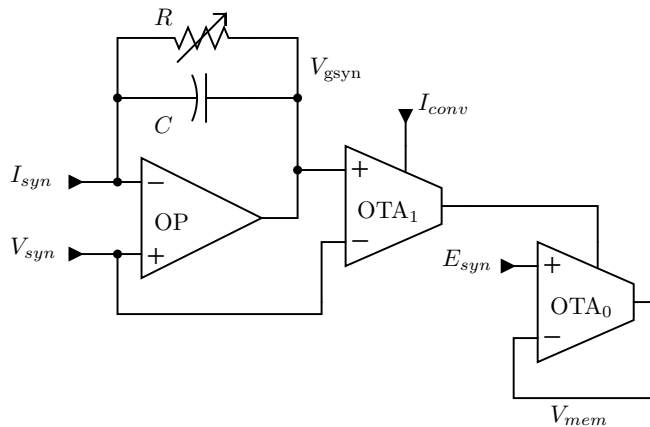 R
V_gsyn
C
I_conv
I_syn
−
+
OP
OTA_1
V_syn
+
−
E_syn
+
OTA_0
−
V_mem